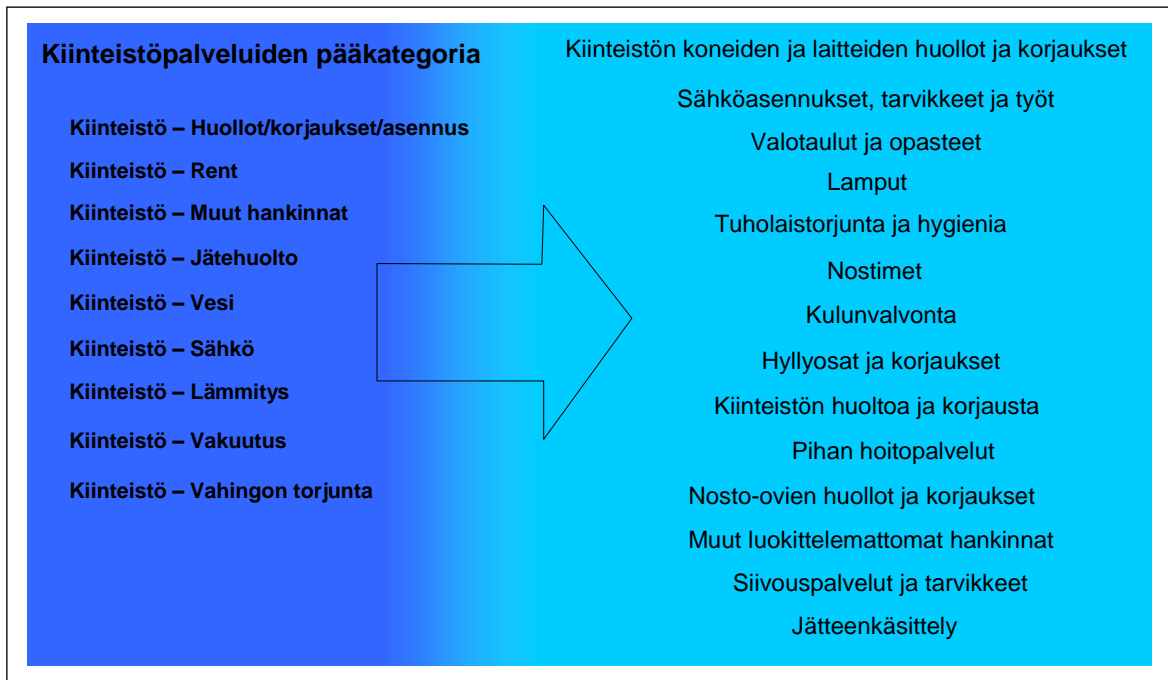 Kiinteistöpalveluiden pääkategoria
Kiinteistö – Huollot/korjaukset/asennus
Kiinteistö – Rent
Kiinteistö – Muut hankinnat
Kiinteistö – Jätehuolto
Kiinteistö – Vesi
Kiinteistö – Sähkö
Kiinteistö – Lämmitys
Kiinteistö – Vakuutus
Kiinteistö – Vahingon torjunta
Kiinteistön koneiden ja laitteiden huollot ja korjaukset
Sähköasennukset, tarvikkeet ja työt
Valotaulut ja opasteet
Lamput
Tuholaistorjunta ja hygienia
Nostimet
Kulunvalvonta
Hyllyosat ja korjaukset
Kiinteistön huoltoa ja korjausta
Pihan hoitopalvelut
Nosto-ovien huollot ja korjaukset
Muut luokittelemattomat hankinnat
Siivouspalvelut ja tarvikkeet
Jätteenkäsittely